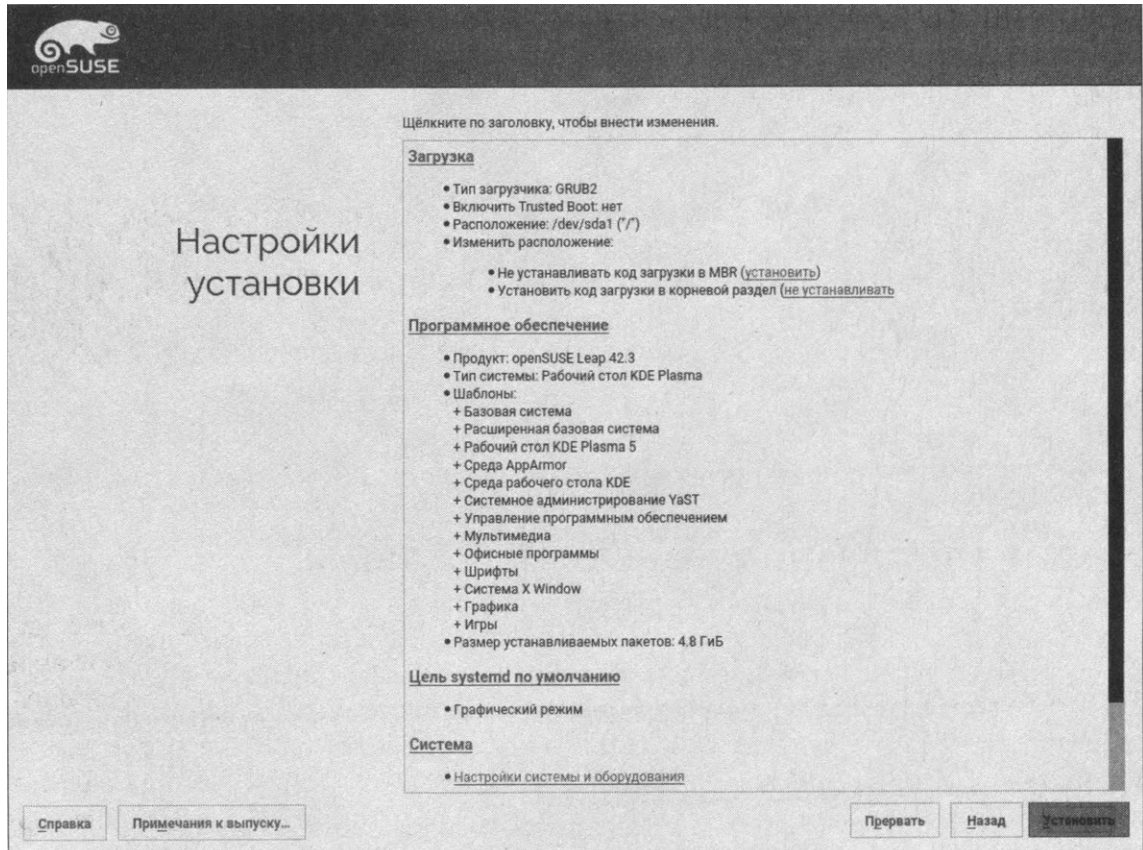 openSUSE
Щёлкните по заголовку, чтобы внести изменения.
Настройки
установки
Загрузка
• Тип загрузчика: GRUB2
• Включить Trusted Boot: нет
• Расположение: /dev/sda1 ("/")
• Изменить расположение:
• Не устанавливать код загрузки в MBR (установить)
• Установить код загрузки в корневой раздел (не устанавливать
Программное обеспечение
• Продукт: openSUSE Leap 42.3
• Тип системы: Рабочий стол KDE Plasma
• Шаблоны:
+ Базовая система
+ Расширенная базовая система
+ Рабочий стол KDE Plasma 5
+ Среда AppArmor
+ Среда рабочего стола KDE
+ Системное администрирование YaST
+ Управление программным обеспечением
+ Мультимедиа
+ Офисные программы
+ Шрифты
+ Система X Window
+ Графика
+ Игры
• Размер устанавливаемых пакетов: 4.8 ГиБ
Цель systemd по умолчанию
• Графический режим
Система
• Настройки системы и оборудования
Справка
Примечания к выпуску...
Прервать
Назад
Установить